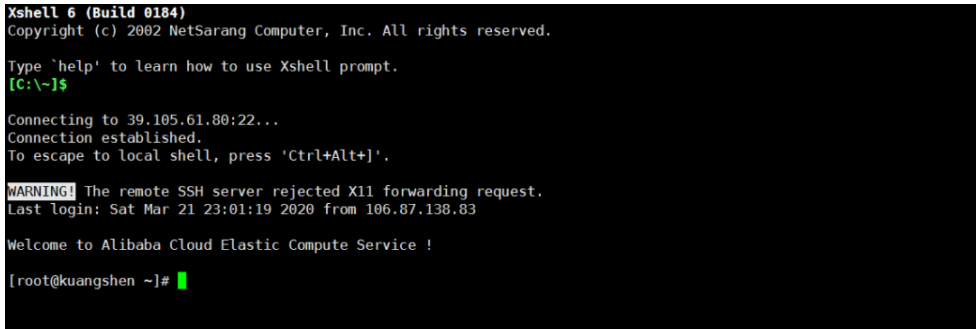 Xshell 6 (Build 0184)
Copyright (c) 2002 NetSarang Computer, Inc. All rights reserved.
Type `help' to learn how to use Xshell prompt.
[C:\~]$
Connecting to 39.105.61.80:22...
Connection established.
To escape to local shell, press 'Ctrl+Alt+]'.
WARNING! The remote SSH server rejected X11 forwarding request.
Last login: Sat Mar 21 23:01:19 2020 from 106.87.138.83
Welcome to Alibaba Cloud Elastic Compute Service !
[root@kuangshen ~]#